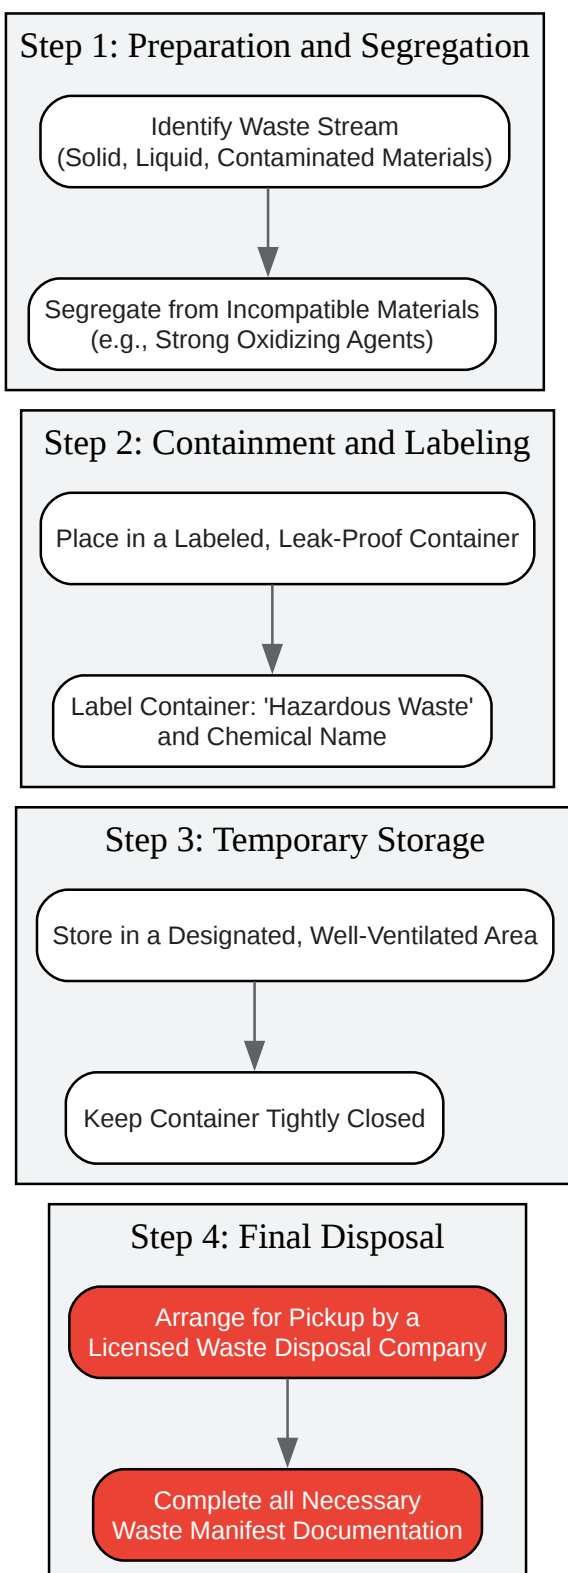 Step 1: Preparation and Segregation
Identify Waste Stream
(Solid, Liquid, Contaminated Materials)
Segregate from Incompatible Materials
(e.g., Strong Oxidizing Agents)
Step 2: Containment and Labeling
Place in a Labeled, Leak-Proof Container
Label Container: 'Hazardous Waste'
and Chemical Name
Step 3: Temporary Storage
Store in a Designated, Well-Ventilated Area
Keep Container Tightly Closed
Step 4: Final Disposal
Arrange for Pickup by a
Licensed Waste Disposal Company
Complete all Necessary
Waste Manifest Documentation